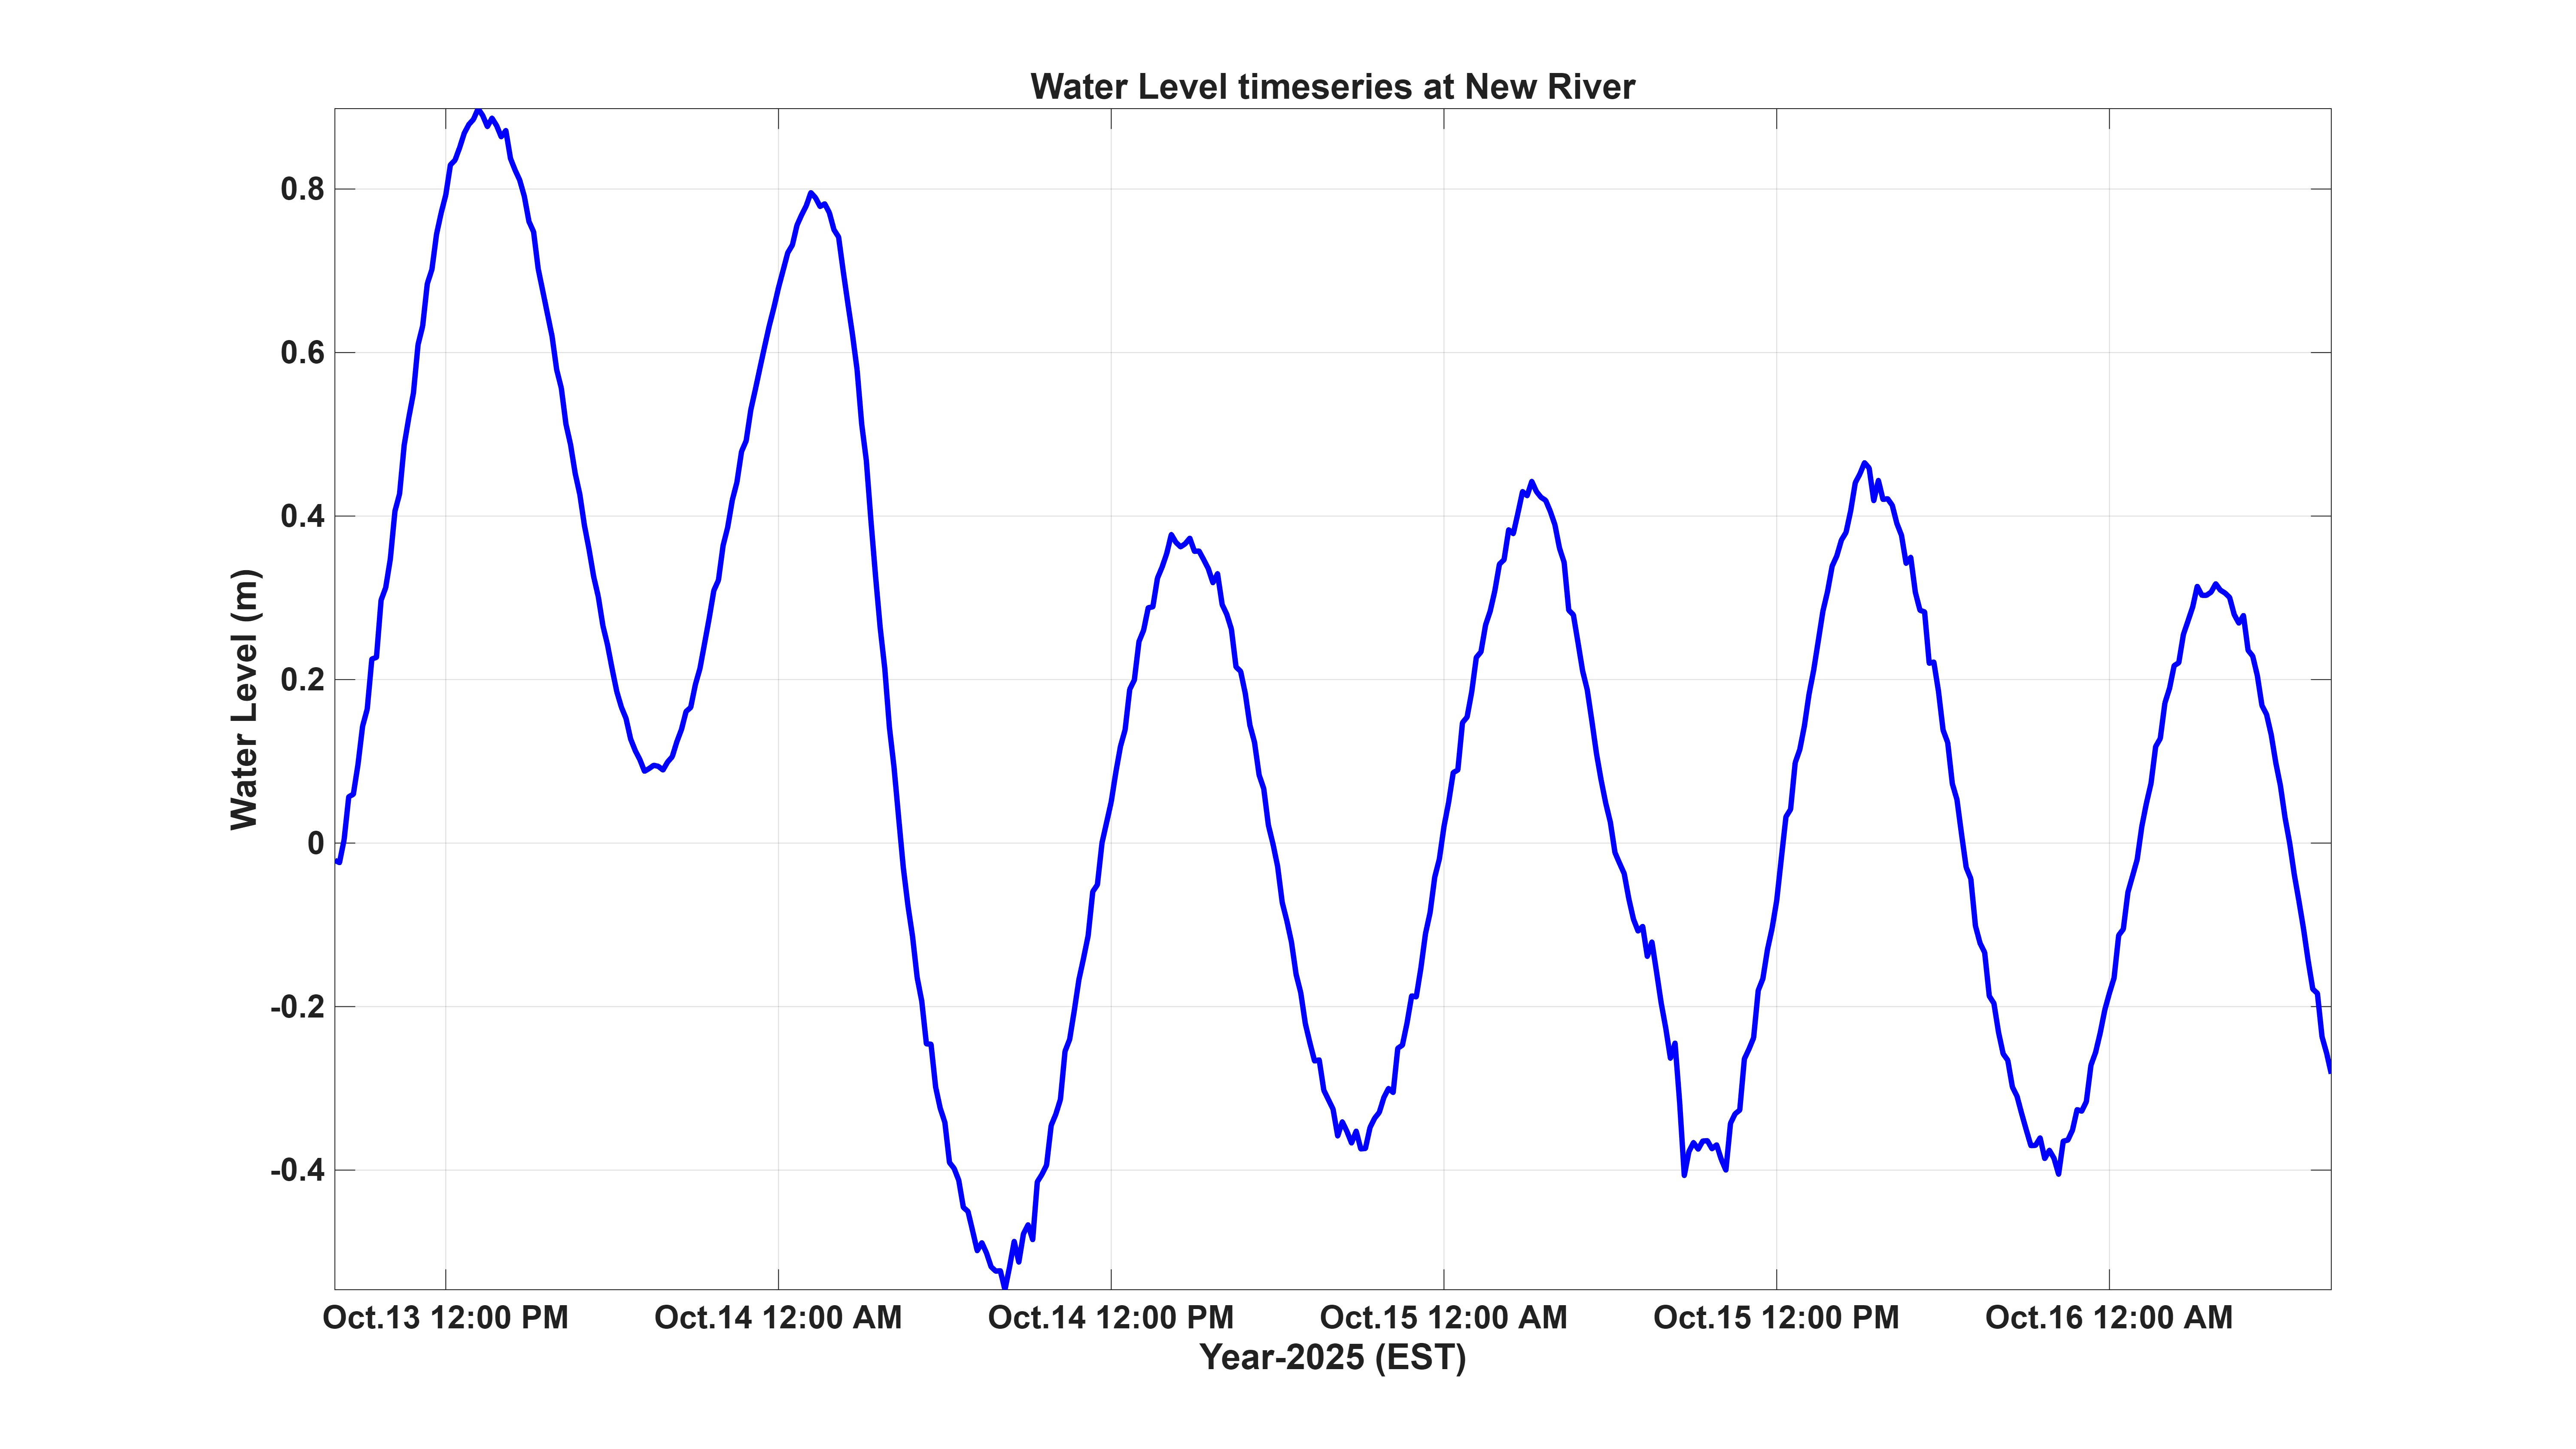 Water Level timeseries at New River
Water Level (m)
0.8
0.6
0.4
0.2
0
-0.2
-0.4
Oct.13 12:00 PM
Oct.14 12:00 AM
Oct.14 12:00 PM
Oct.15 12:00 AM
Oct.15 12:00 PM
Oct.16 12:00 AM
Year-2025 (EST)